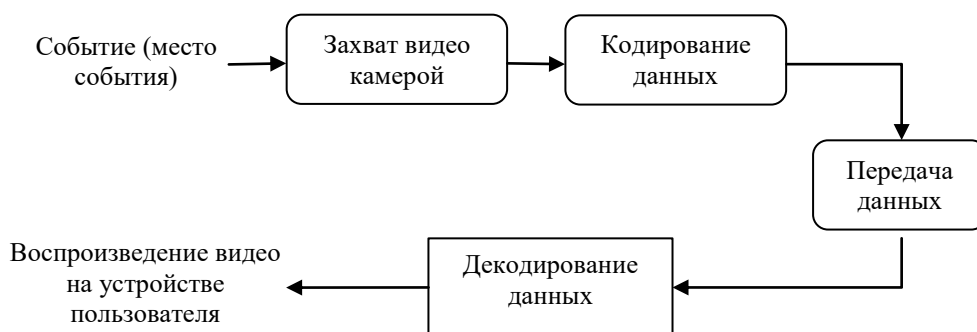 Событие (место
события)
Захват видео
камерой
Кодирование
данных
Передача
данных
Декодирование
данных
Воспроизведение видео
на устройстве
пользователя